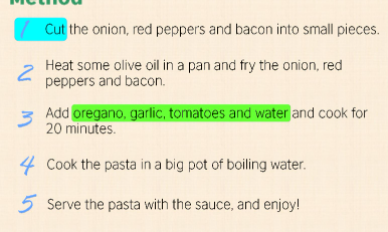 Method
1 Cut the onion, red peppers and bacon into small pieces.
2 Heat some olive oil in a pan and fry the onion, red
peppers and bacon.
3 Add oregano, garlic, tomatoes and water and cook for
20 minutes.
4 Cook the pasta in a big pot of boiling water.
5 Serve the pasta with the sauce, and enjoy!